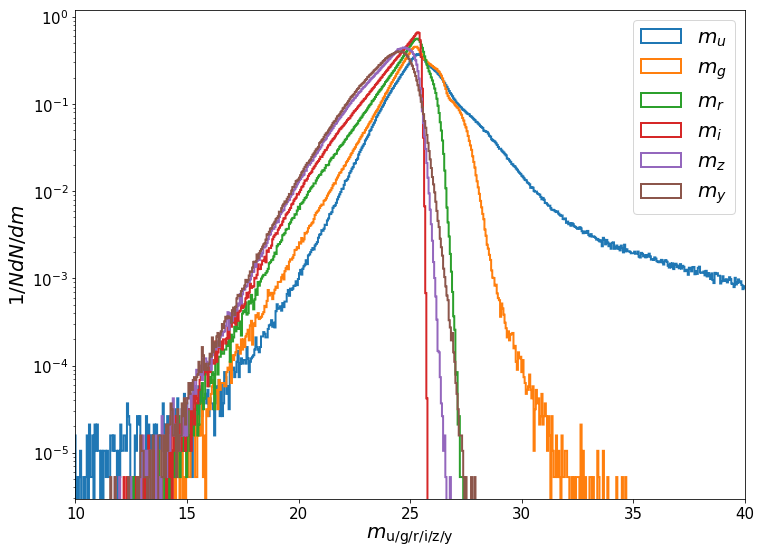 10⁰
10⁻¹
10⁻²
10⁻³
10⁻⁴
10⁻⁵
1/NdN/dm
m_u
m_g
m_r
m_i
m_z
m_y
10 15 20 25 30 35 40
m_u/g/r/i/z/y